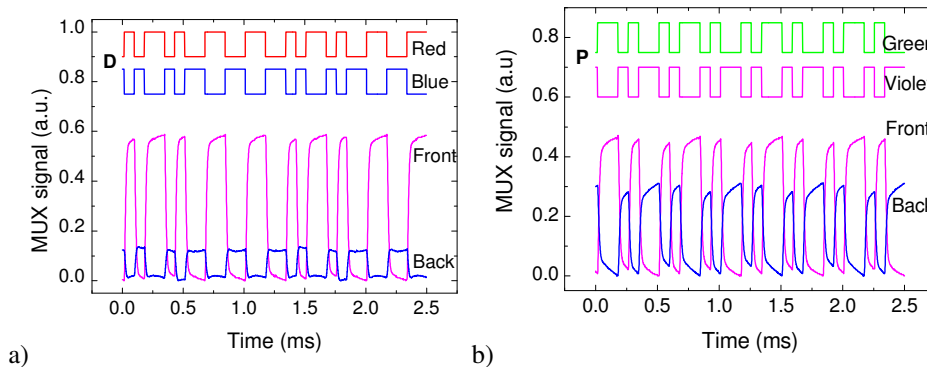 1.0
0.8
0.6
0.4
0.2
0.0
MUX signal (a.u.)
D
Red
Blue
Front
Back
0.0 0.5 1.0 1.5 2.0 2.5
Time (ms)
a)
0.8
0.6
0.4
0.2
0.0
MUX signal (a.u)
P
Green
Viole
Front
Back
0.0 0.5 1.0 1.5 2.0 2.5
Time (ms)
b)